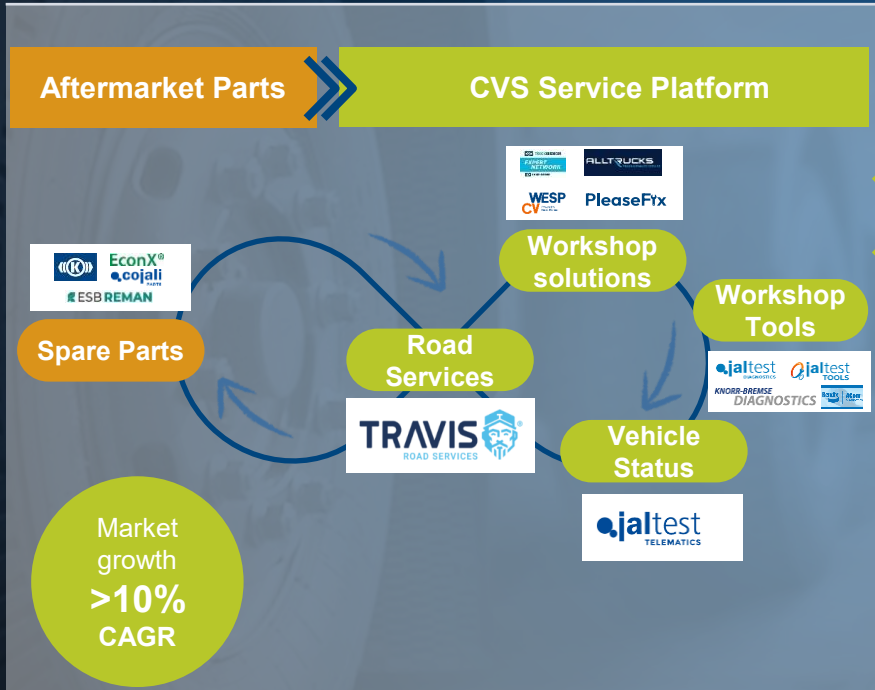 Aftermarket Parts
CVS Service Platform
EXPERT
NETWORK
ALLTRUCKS
WESP
CV
PleaseFix
Workshop
solutions
K
EconX®
cojali
PARTS
ESB REMAN
Workshop
Tools
Spare Parts
Road
Services
jaltest
DIAGNOSTICS
jaltest
TOOLS
KNORR-BREMSE
DIAGNOSTICS
TRAVIS
ROAD SERVICES
Vehicle
Status
jaltest
TELEMATICS
Market
growth
>10%
CAGR